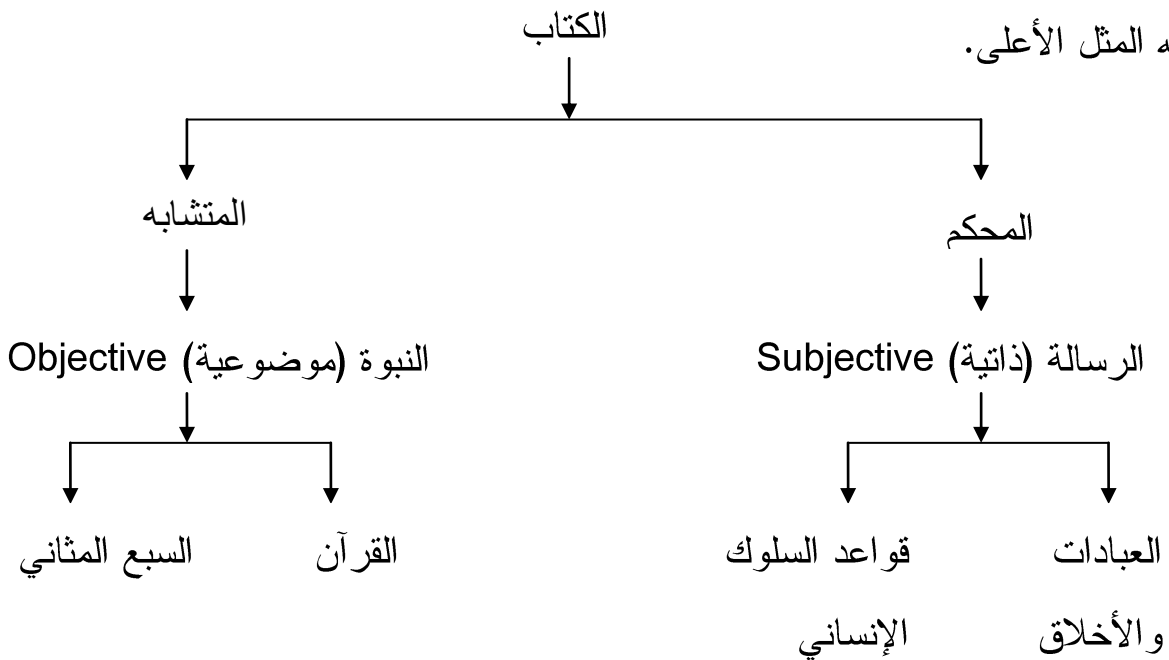 ه المثل الأعلى.
الكتاب
المحكم
المتشابه
الرسالة (ذاتية) Subjective
النبوة (موضوعية) Objective
العبادات
والأخلاق
قواعد السلوك
الإنساني
القرآن
السبع المثاني